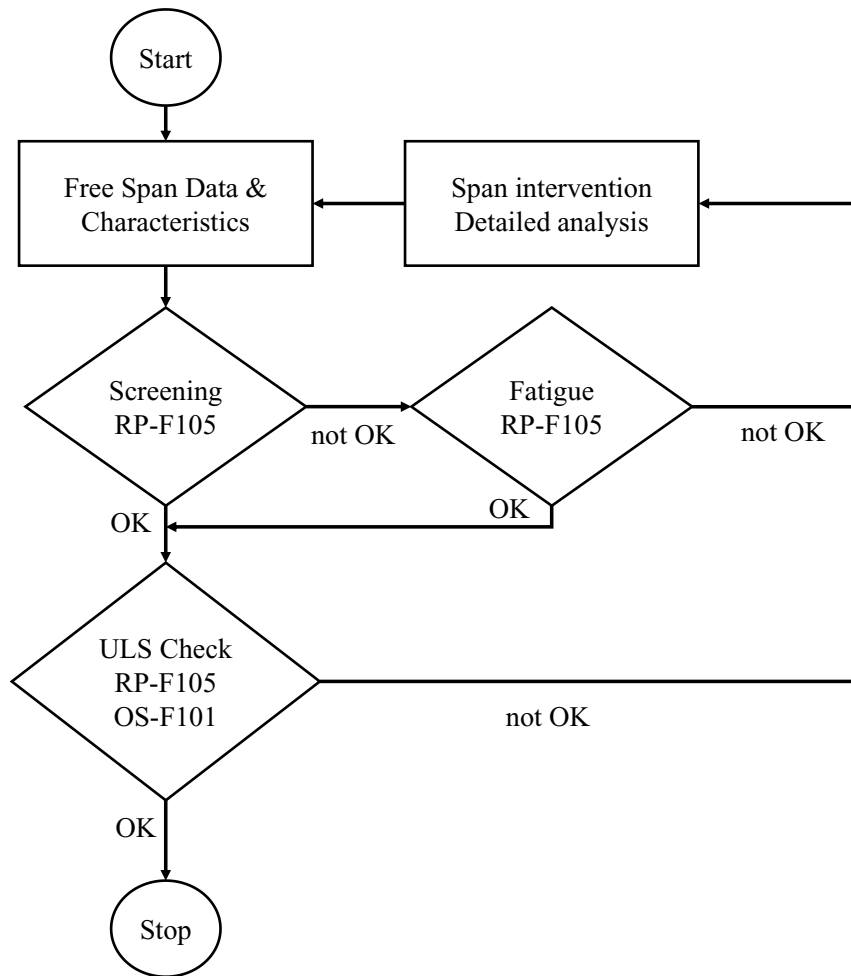 Start
Free Span Data &
Characteristics
Span intervention
Detailed analysis
Screening
RP-F105
not OK
Fatigue
RP-F105
not OK
OK
OK
ULS Check
RP-F105
OS-F101
not OK
OK
Stop